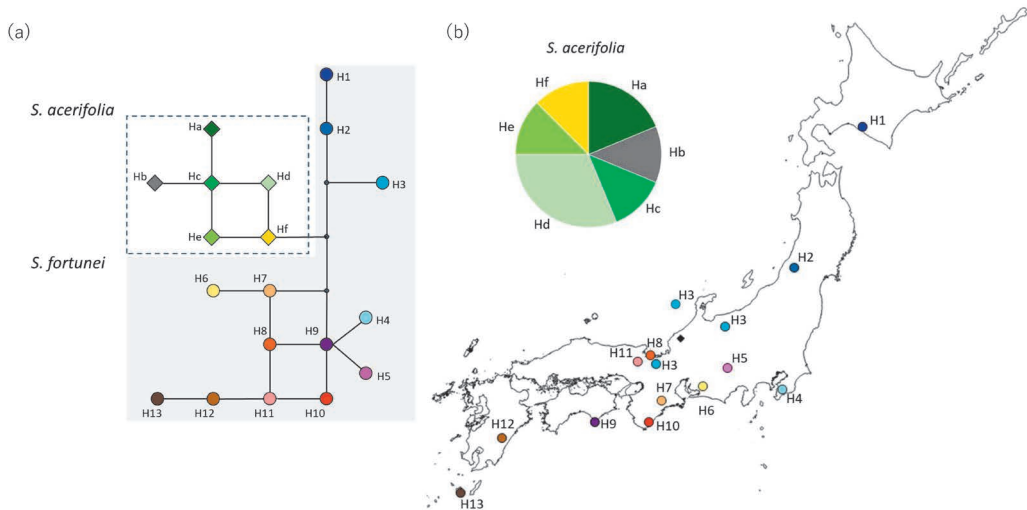 (a)
H1
S. acerifolia
Ha
H2
Hb
Hc
Hd
H3
He
Hf
S. fortunei
H6
H7
H4
H8
H9
H5
H13
H12
H11
H10
(b)
S. acerifolia
Hf
Ha
He
Hb
Hd
Hc
H1
H2
H3
H3
H8
H11
H3
H5
H7
H6
H4
H12
H9
H10
H13